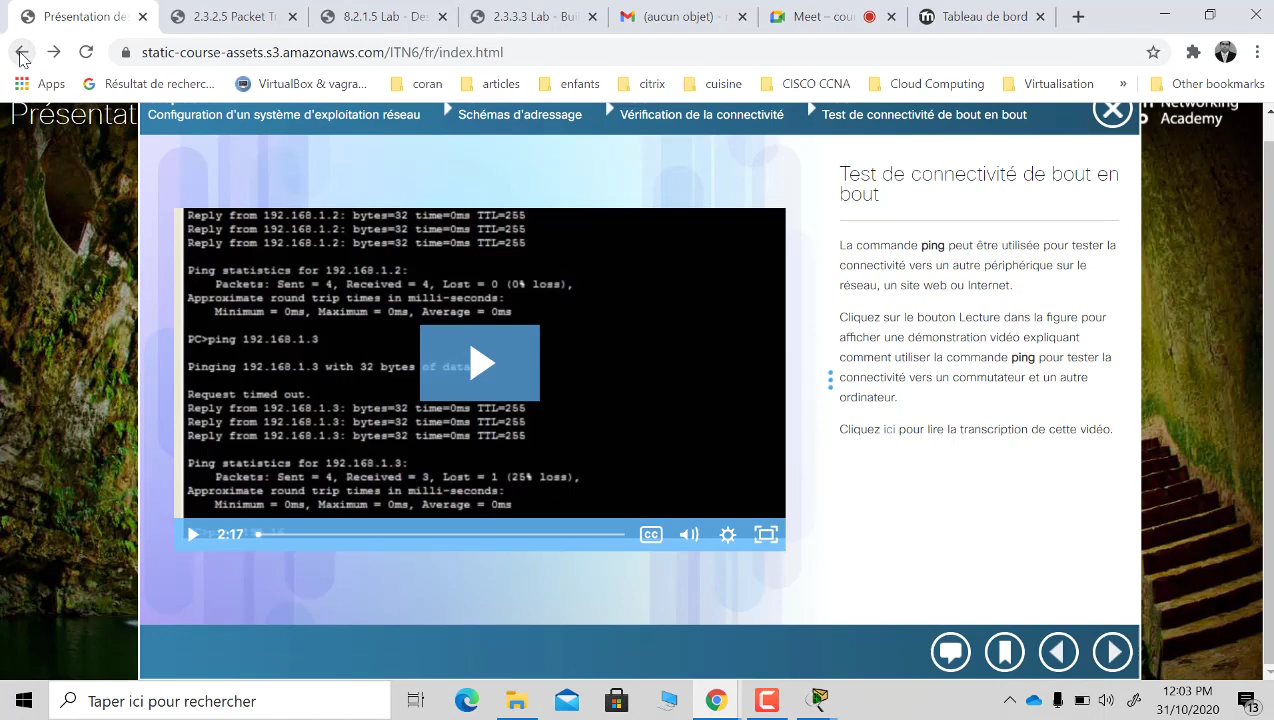 Présentation de
2.3.2.5 Packet Tr
8.2.1.5 Lab - Des
2.3.3.3 Lab - Buil
(aucun objet) - r
Meet – cou
Tableau de bord
static-course-assets.s3.amazonaws.com/ITN6/fr/index.html
Apps
Résultat de recherc...
VirtualBox & vagra...
coran
articles
enfants
citrix
cuisine
CISCO CCNA
Cloud Computing
Virtualisation
»
Other bookmarks
Présentat
Configuration d'un système d'exploitation réseau
Schémas d'adressage
Vérification de la connectivité
Test de connectivité de bout en bout
Networking
Academy
Test de connectivité de bout en
bout
La commande ping peut être utilisée pour tester la
connectivité vers un autre périphérique sur le
réseau, un site web ou Internet.
Cliquez sur le bouton Lecture dans la figure pour
afficher une démonstration vidéo expliquant
comment utiliser la commande ping pour tester la
connectivité vers un commutateur et un autre
ordinateur.
Cliquez ici pour lire la transcription de cette vidéo.
Reply from 192.168.1.2: bytes=32 time=0ms TTL=255
Reply from 192.168.1.2: bytes=32 time=0ms TTL=255
Reply from 192.168.1.2: bytes=32 time=0ms TTL=255
Ping statistics for 192.168.1.2:
Packets: Sent = 4, Received = 4, Lost = 0 (0% loss),
Approximate round trip times in milli-seconds:
Minimum = 0ms, Maximum = 0ms, Average = 0ms
PC>ping 192.168.1.3
Pinging 192.168.1.3 with 32 bytes of data
Request timed out.
Reply from 192.168.1.3: bytes=32 time=0ms TTL=255
Reply from 192.168.1.3: bytes=32 time=0ms TTL=255
Reply from 192.168.1.3: bytes=32 time=0ms TTL=255
Ping statistics for 192.168.1.3:
Packets: Sent = 4, Received = 3, Lost = 1 (25% loss),
Approximate round trip times in milli-seconds:
Minimum = 0ms, Maximum = 0ms, Average = 0ms
2:17
CC
Taper ici pour rechercher
12:03 PM
31/10/2020
13